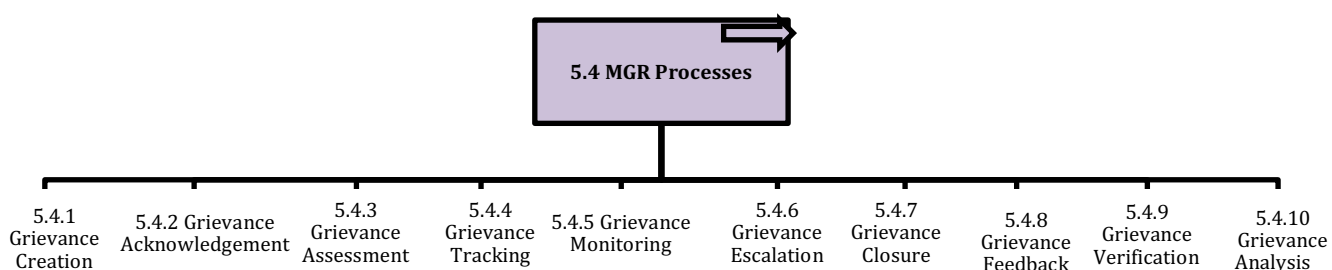 5.4 MGR Processes
5.4.1
Grievance
Creation
5.4.2 Grievance
Acknowledgement
5.4.3
Grievance
Assessment
5.4.4
Grievance
Tracking
5.4.5 Grievance
Monitoring
5.4.6
Grievance
Escalation
5.4.7
Grievance
Closure
5.4.8
Grievance
Feedback
5.4.9
Grievance
Verification
5.4.10
Grievance
Analysis